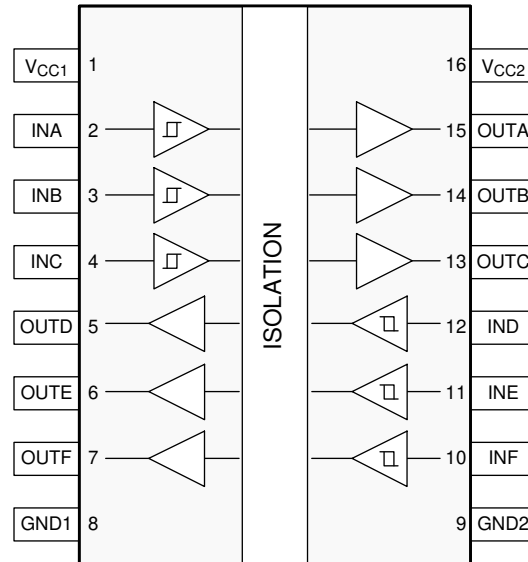 VCC1 1 16 VCC2
INA 2 15 OUTA
INB 3 14 OUTB
INC 4 13 OUTC
OUTD 5 12 IND
OUTE 6 11 INE
OUTF 7 10 INF
GND1 8 9 GND2
ISOLATION